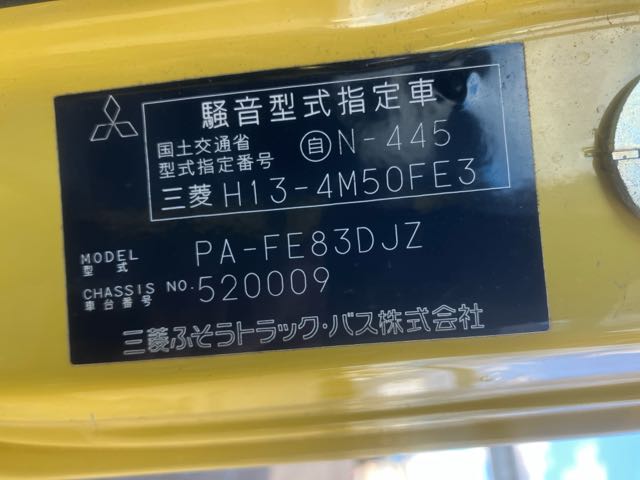 騒音型式指定車
国土交通省
型式指定番号 自N-445
三菱 H13-4M50FE3
MODEL PA-FE83DJZ
型式
CHASSIS NO. 520009
車台番号
三菱ふそうトラック・バス株式会社